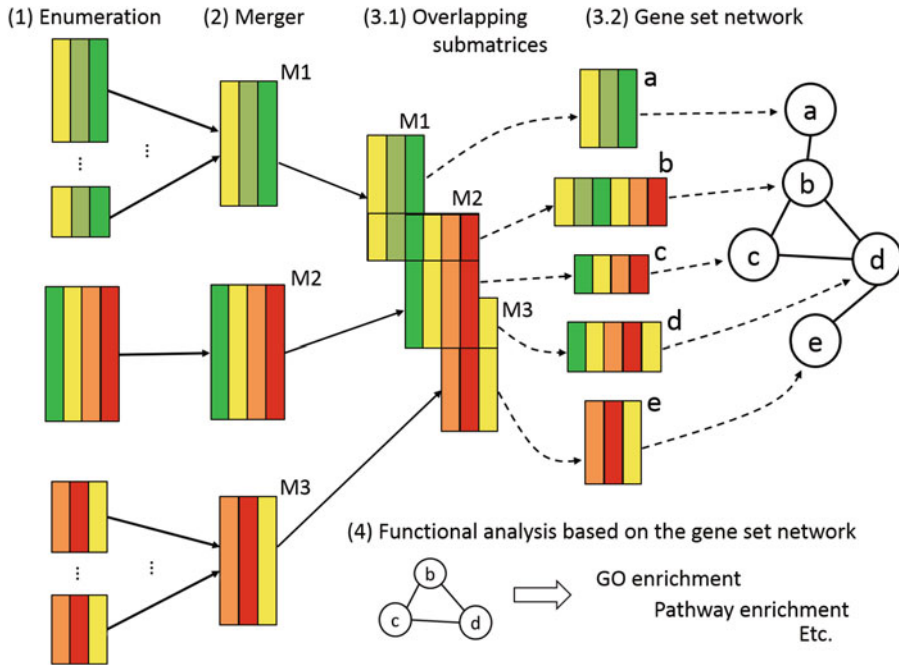 (1) Enumeration
(2) Merger
(3.1) Overlapping
submatrices
(3.2) Gene set network
M1
M2
M3
M1
M2
M3
a
b
c
d
e
a
b
c
d
e
(4) Functional analysis based on the gene set network
b
c
d
GO enrichment
Pathway enrichment
Etc.